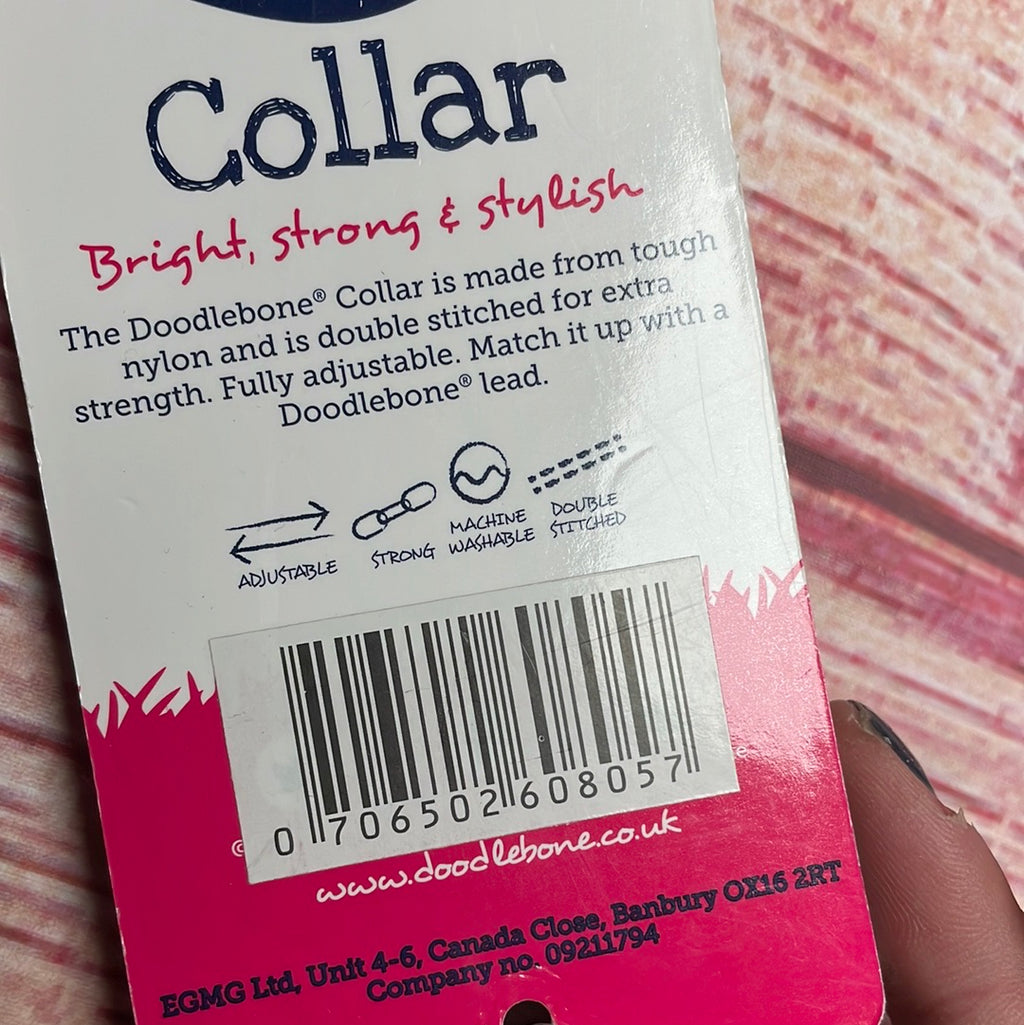 Collar
Bright, strong & stylish
The Doodlebone® Collar is made from tough
nylon and is double stitched for extra
strength. Fully adjustable. Match it up with a
Doodlebone® lead.
ADJUSTABLE
STRONG
MACHINE
WASHABLE
DOUBLE
STITCHED
0 706502 608057
www.doodlebone.co.uk
EGMG Ltd, Unit 4-6, Canada Close, Banbury OX16 2RT
Company no. 09211794